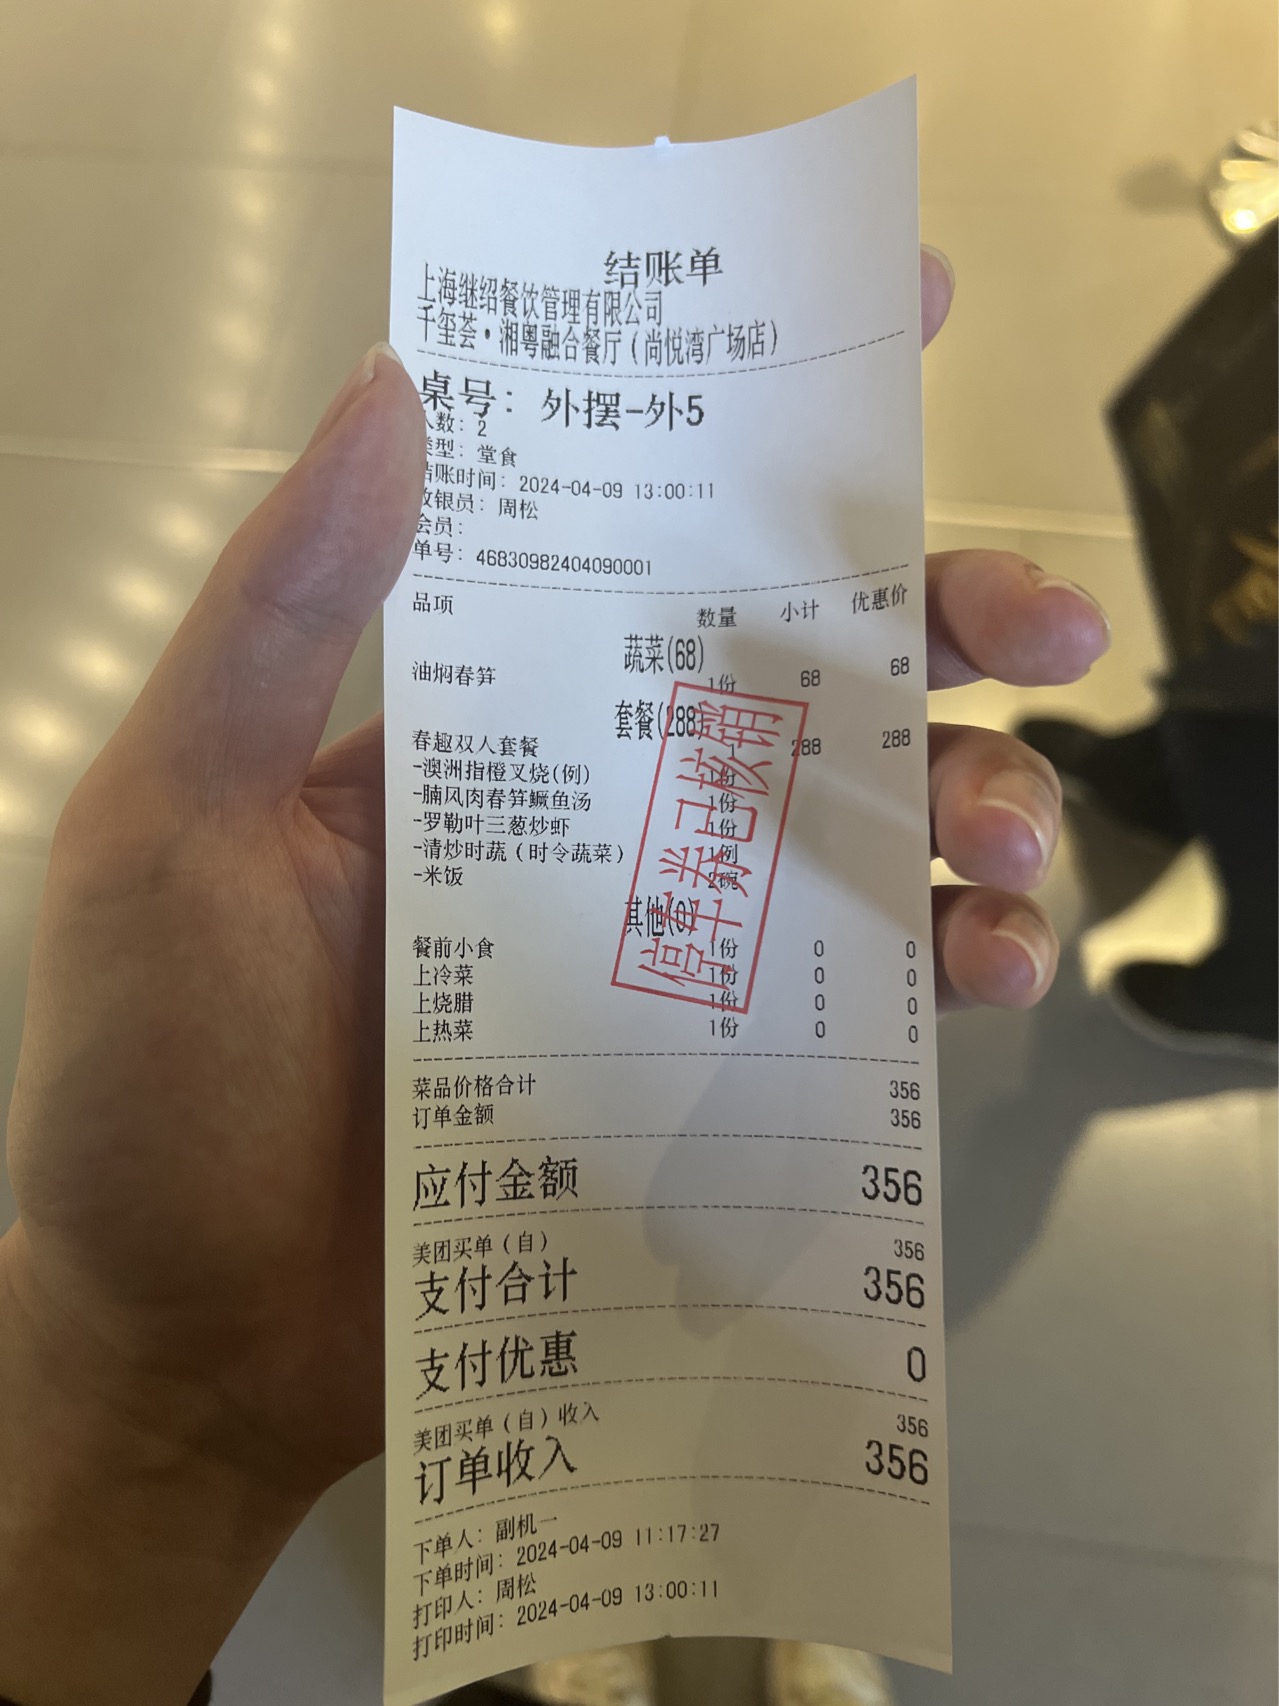 结账单
上海继绍餐饮管理有限公司
千玺荟·湘粤融合餐厅(尚悦湾广场店)
桌号: 外摆-外5
人数: 2
类型: 堂食
结账时间: 2024-04-09 13:00:11
收银员: 周松
会员:
单号: 46830982404090001
品项 数量 小计 优惠价
蔬菜(68)
油焖春笋 1份 68 68
套餐(288)
春趣双人套餐 1 288 288
-澳洲指橙叉烧(例) 1份
-腩风肉春笋鳜鱼汤 1份
-罗勒叶三葱炒虾 1份
-清炒时蔬(时令蔬菜) 1例
-米饭 2碗
其他(0)
餐前小食 1份 0 0
上冷菜 1份 0 0
上烧腊 1份 0 0
上热菜 1份 0 0
停车券已核销
菜品价格合计 356
订单金额 356
应付金额 356
美团买单(自) 356
支付合计 356
支付优惠 0
美团买单(自)收入 356
订单收入 356
下单人: 副机一
下单时间: 2024-04-09 11:17:27
打印人: 周松
打印时间: 2024-04-09 13:00:11